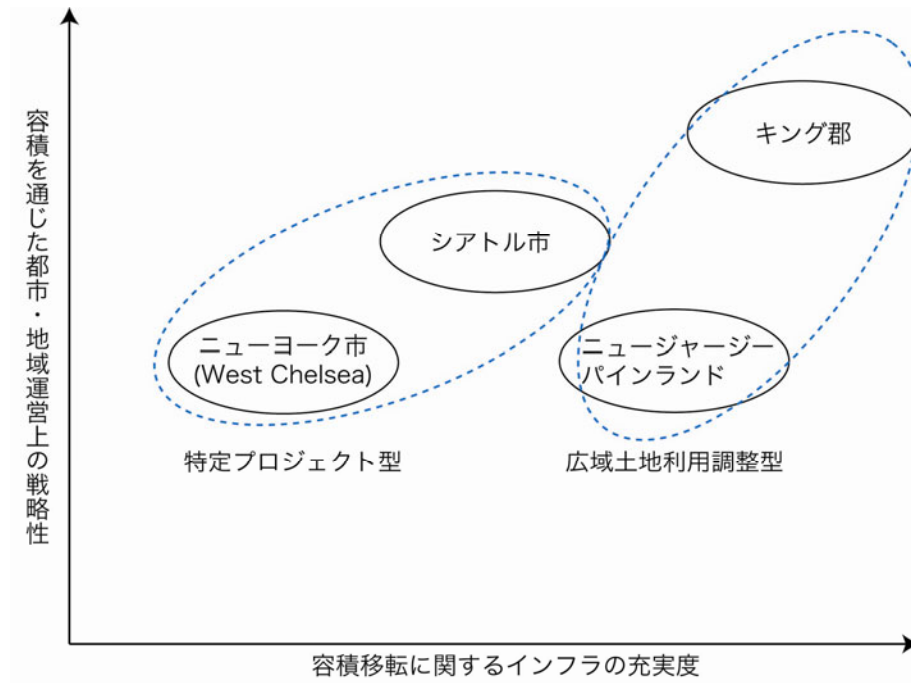 容積を通じた都市・地域運営上の戦略性
キング郡
シアトル市
ニューヨーク市
(West Chelsea)
ニュージャージー
パインランド
特定プロジェクト型
広域土地利用調整型
容積移転に関するインフラの充実度